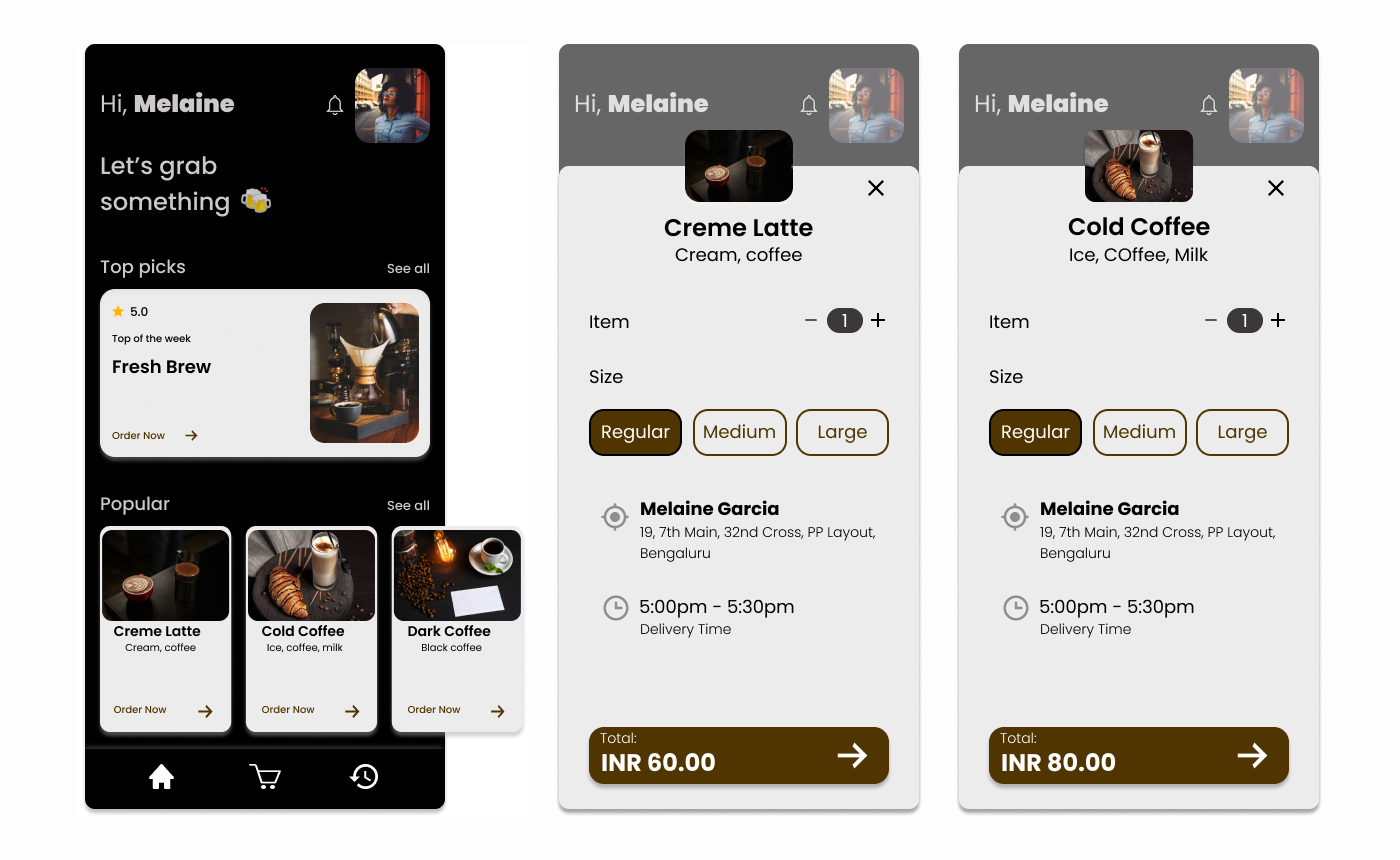 Hi, Melaine
Let's grab
something
Top picks
See all
5.0
Top of the week
Fresh Brew
Order Now
Popular
See all
Creme Latte
Cream, coffee
Order Now
Cold Coffee
Ice, coffee, milk
Order Now
Dark Coffee
Black coffee
Order Now
Hi, Melaine
Creme Latte
Cream, coffee
Item
1
Size
Regular
Medium
Large
Melaine Garcia
19, 7th Main, 32nd Cross, PP Layout,
Bengaluru
5:00pm - 5:30pm
Delivery Time
Total:
INR 60.00
Hi, Melaine
Cold Coffee
Ice, COffee, Milk
Item
1
Size
Regular
Medium
Large
Melaine Garcia
19, 7th Main, 32nd Cross, PP Layout,
Bengaluru
5:00pm - 5:30pm
Delivery Time
Total:
INR 80.00